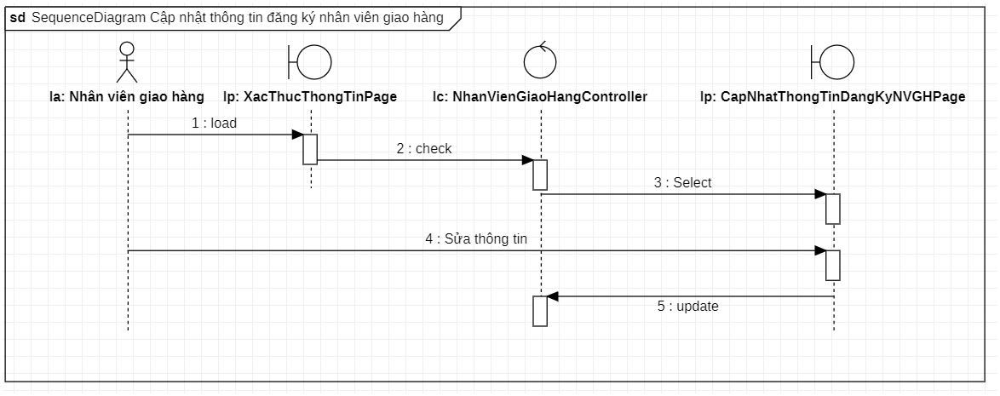 sd SequenceDiagram Cập nhật thông tin đăng ký nhân viên giao hàng
la: Nhân viên giao hàng
lp: XacThucThongTinPage
lc: NhanVienGiaoHangController
lp: CapNhatThongTinDangKyNVGHPage
1 : load
2 : check
3 : Select
4 : Sửa thông tin
5 : update